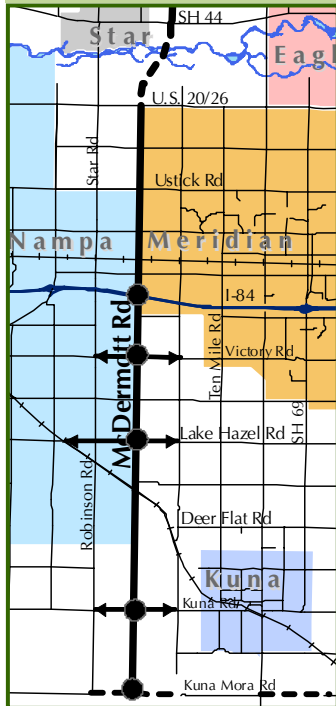 SH 44
Star
Eagl
U.S. 20/26
Star Rd
Ustick Rd
Nampa
Meridian
I-84
McDermott Rd
Ten Mile Rd
Victory Rd
SH 69
Lake Hazel Rd
Robinson Rd
Deer Flat Rd
Kuna
Kuna Rd
Kuna Mora Rd